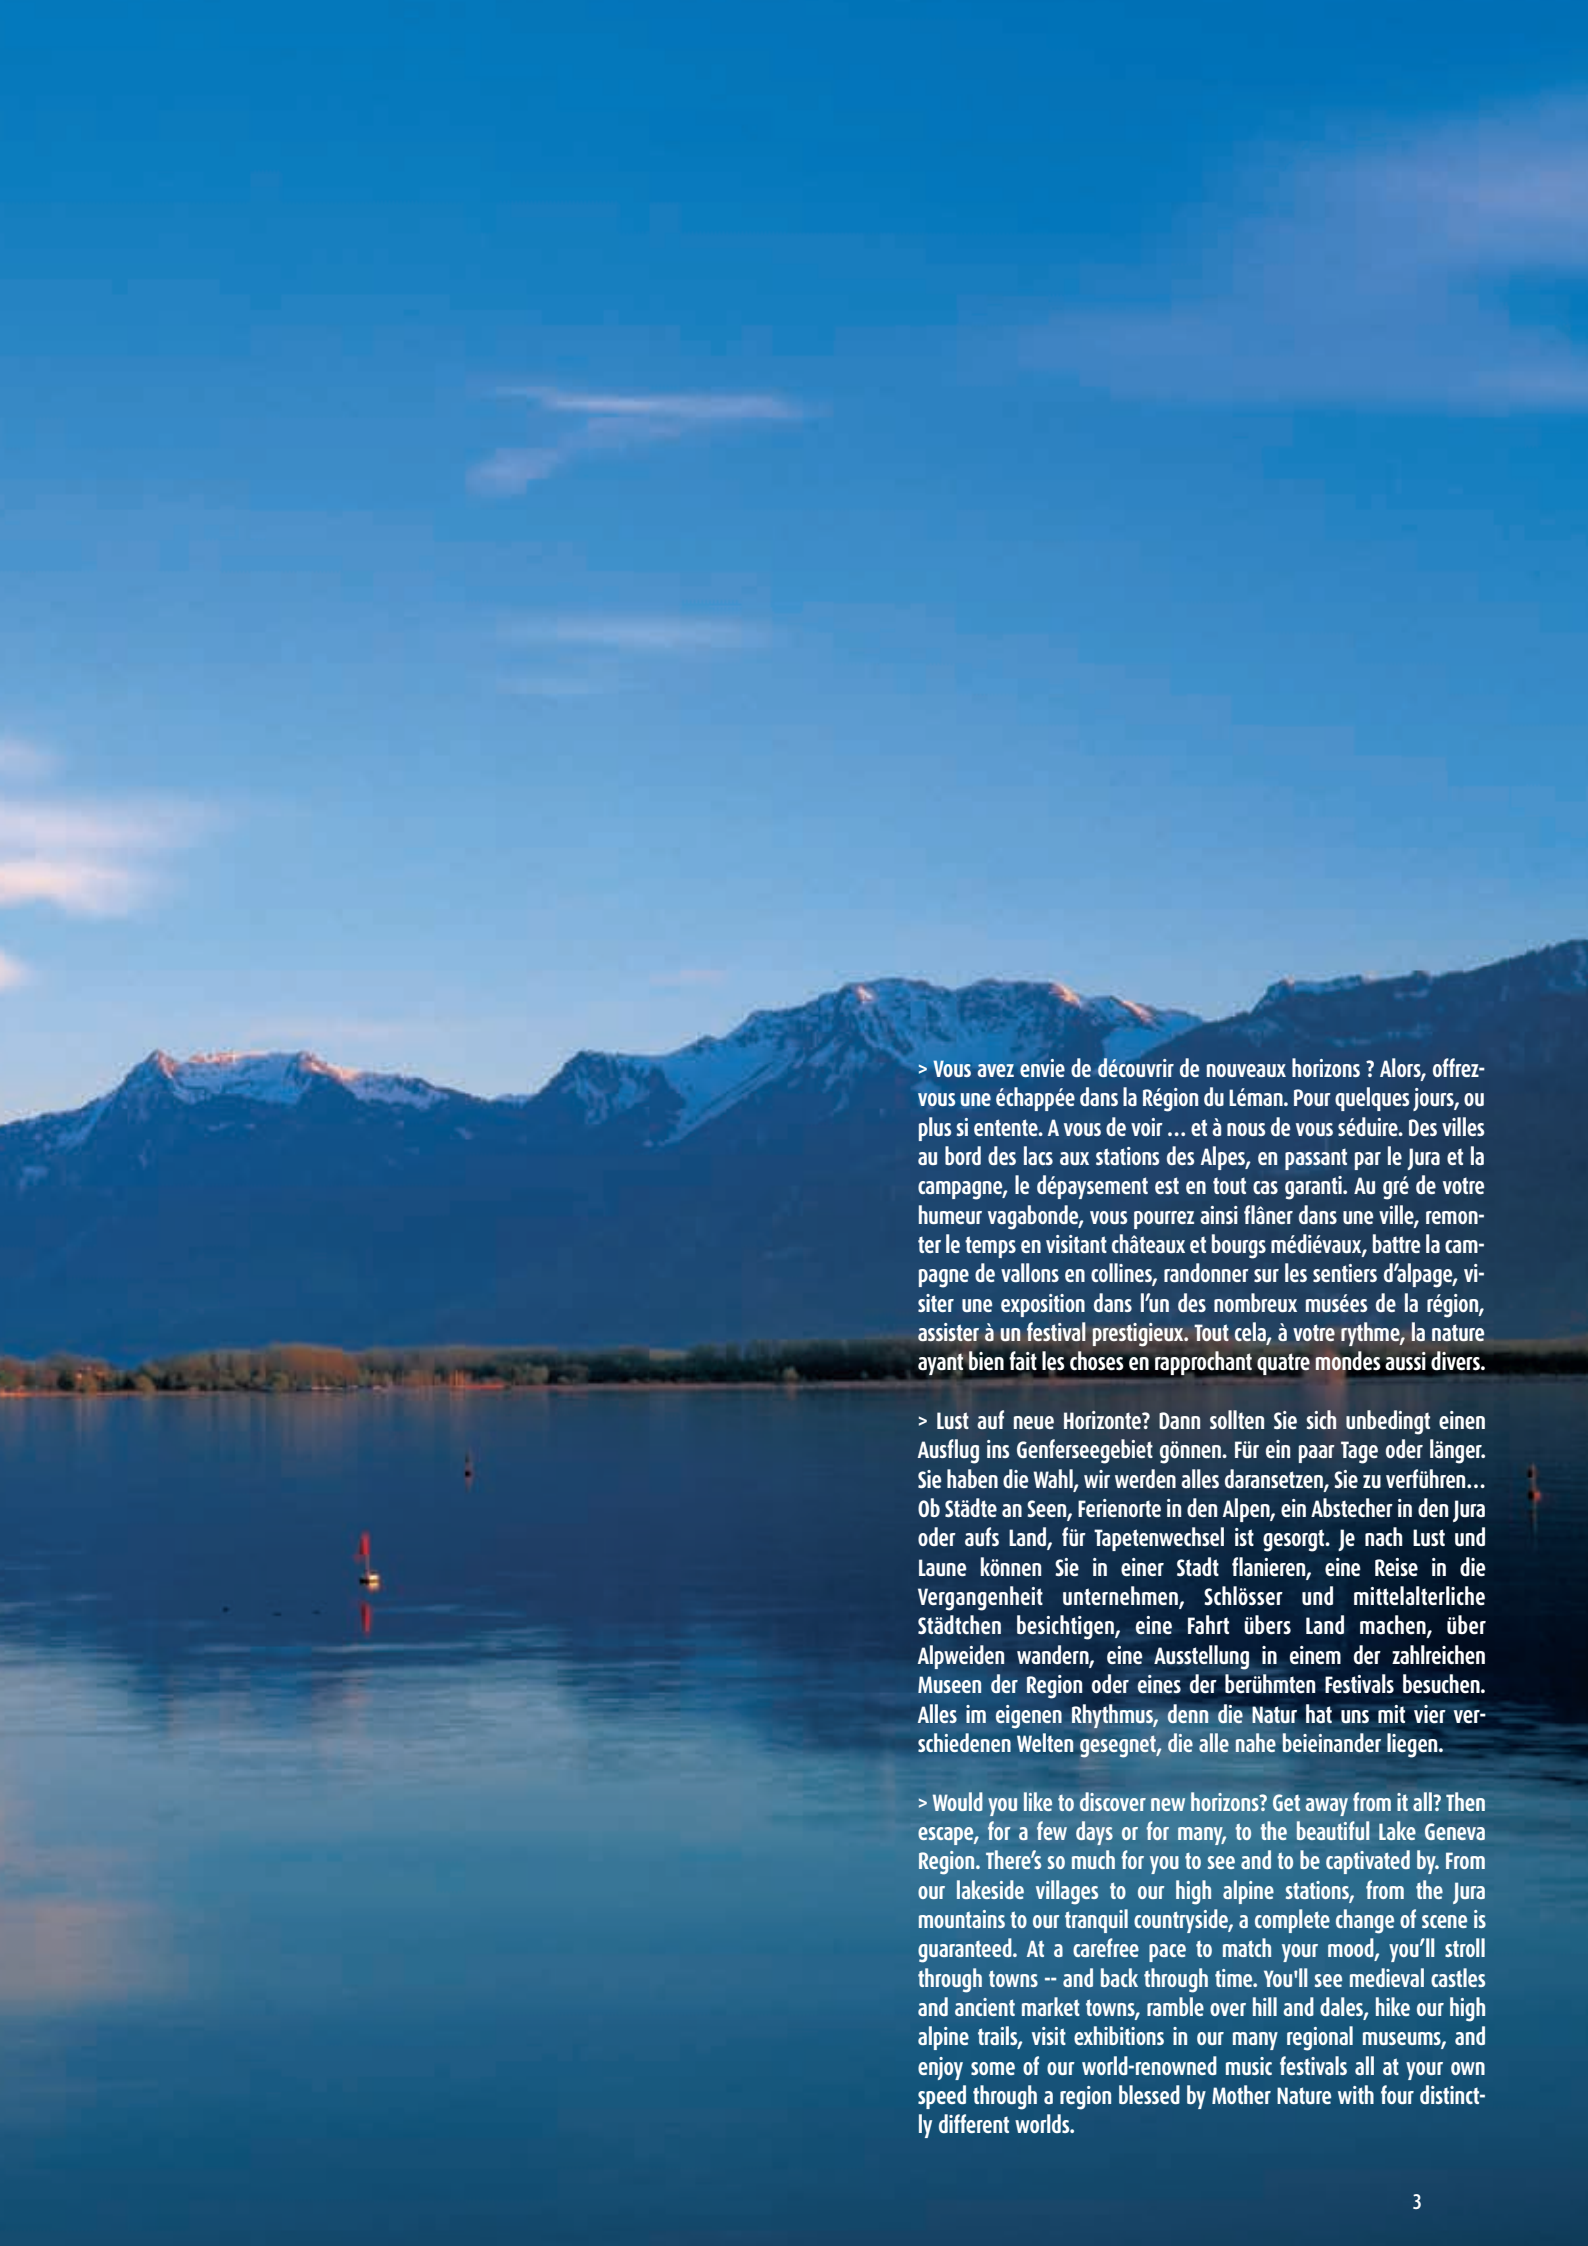 > Vous avez envie de découvrir de nouveaux horizons ? Alors, offrez-
vous une échappée dans la Région du Léman. Pour quelques jours, ou
plus si entente. A vous de voir ... et à nous de vous séduire. Des villes
au bord des lacs aux stations des Alpes, en passant par le Jura et la
campagne, le dépaysement est en tout cas garanti. Au gré de votre
humeur vagabonde, vous pourrez ainsi flâner dans une ville, remon-
ter le temps en visitant châteaux et bourgs médiévaux, battre la cam-
pagne de vallons en collines, randonner sur les sentiers d’alpage, vi-
siter une exposition dans l’un des nombreux musées de la région,
assister à un festival prestigieux. Tout cela, à votre rythme, la nature
ayant bien fait les choses en rapprochant quatre mondes aussi divers.
> Lust auf neue Horizonte? Dann sollten Sie sich unbedingt einen
Ausflug ins Genferseegebiet gönnen. Für ein paar Tage oder länger.
Sie haben die Wahl, wir werden alles daransetzen, Sie zu verführen...
Ob Städte an Seen, Ferienorte in den Alpen, ein Abstecher in den Jura
oder aufs Land, für Tapetenwechsel ist gesorgt. Je nach Lust und
Laune können Sie in einer Stadt flanieren, eine Reise in die
Vergangenheit unternehmen, Schlösser und mittelalterliche
Städtchen besichtigen, eine Fahrt übers Land machen, über
Alpweiden wandern, eine Ausstellung in einem der zahlreichen
Museen der Region oder eines der berühmten Festivals besuchen.
Alles im eigenen Rhythmus, denn die Natur hat uns mit vier ver-
schiedenen Welten gesegnet, die alle nahe beieinander liegen.
> Would you like to discover new horizons? Get away from it all? Then
escape, for a few days or for many, to the beautiful Lake Geneva
Region. There’s so much for you to see and to be captivated by. From
our lakeside villages to our high alpine stations, from the Jura
mountains to our tranquil countryside, a complete change of scene is
guaranteed. At a carefree pace to match your mood, you’ll stroll
through towns -- and back through time. You'll see medieval castles
and ancient market towns, ramble over hill and dales, hike our high
alpine trails, visit exhibitions in our many regional museums, and
enjoy some of our world-renowned music festivals all at your own
speed through a region blessed by Mother Nature with four distinct-
ly different worlds.
3